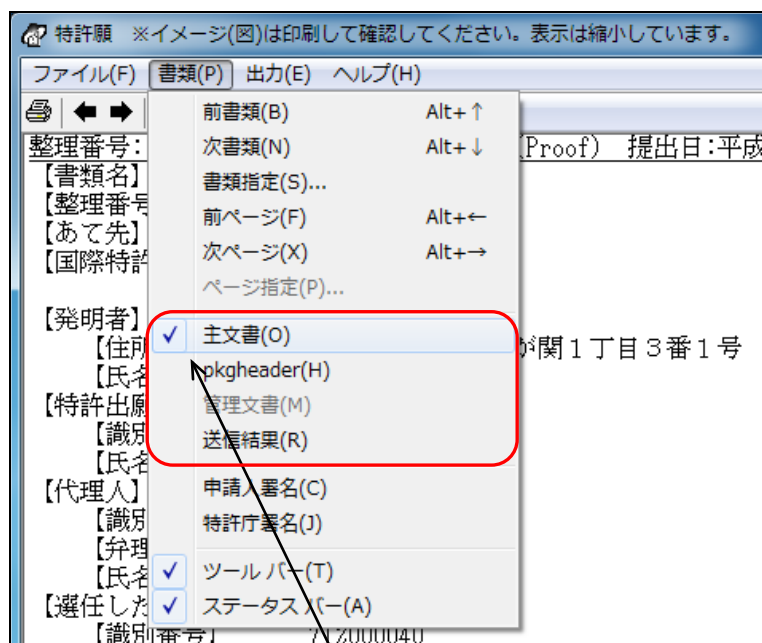 特許願 ※イメージ(図)は印刷して確認してください。表示は縮小しています。
ファイル(F) 書類(P) 出力(E) ヘルプ(H)
前書類(B) Alt+↑
整理番号: 次書類(N) Alt+↓ (Proof) 提出日:平成
【書類名】 書類指定(S)...
【整理番号 前ページ(F) Alt+←
【あて先】
【国際特許 次ページ(X) Alt+→
ページ指定(P)...
【発明者】
✓ 主文書(O)
【住所 が関1丁目3番1号
【氏名 pkgheader(H)
【特許出願 管理文書(M)
【識別 送信結果(R)
【氏名
【代理人】 申請人署名(C)
【識別 特許庁署名(J)
【弁理
【氏名 ✓ ツール バー(T)
【選任した ✓ ステータス バー(A)
【識別番号】 712000040